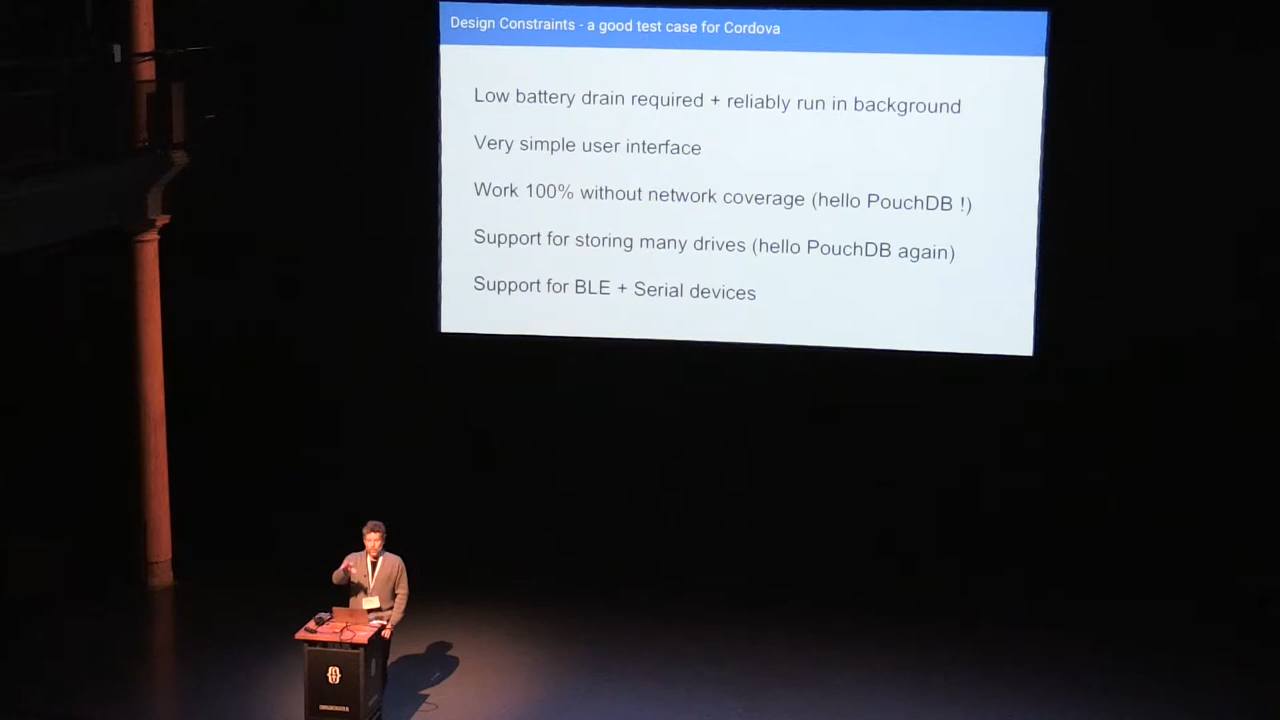 Design Constraints - a good test case for Cordova
Low battery drain required + reliably run in background
Very simple user interface
Work 100% without network coverage (hello PouchDB !)
Support for storing many drives (hello PouchDB again)
Support for BLE + Serial devices